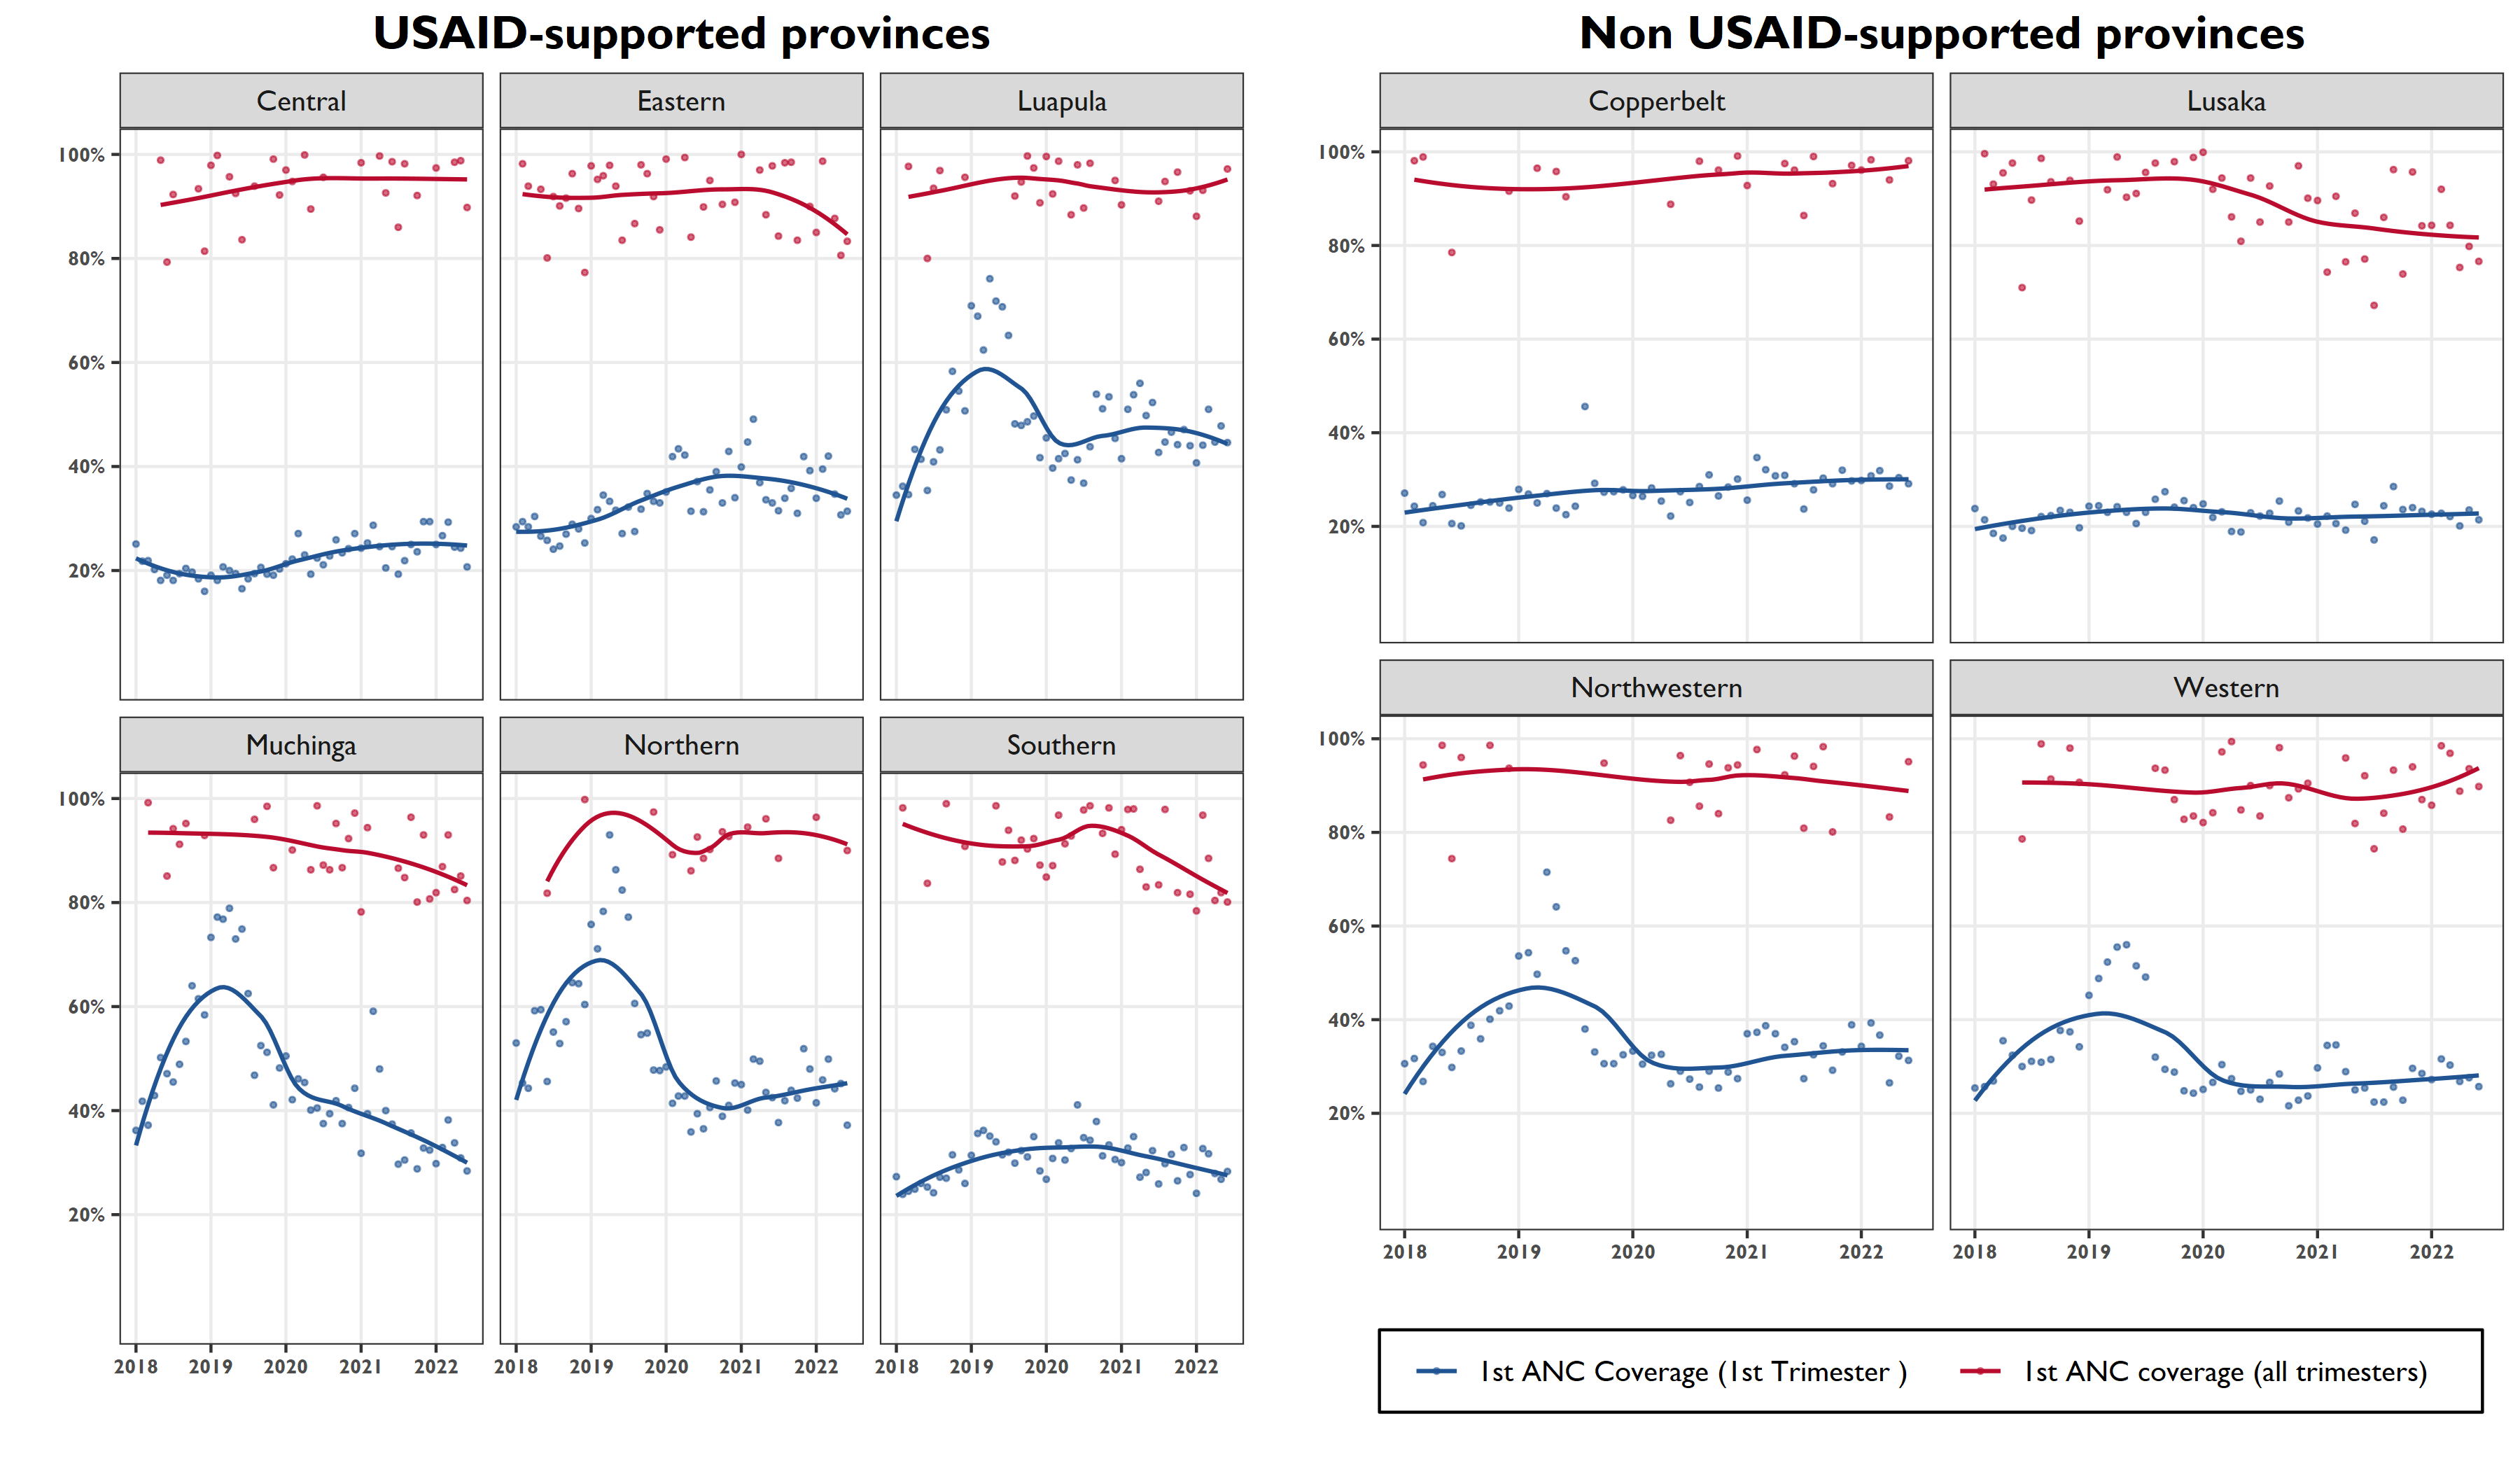 USAID-supported provinces
Central Eastern Luapula
100%
80%
60%
40%
20%
Muchinga Northern Southern
100%
80%
60%
40%
20%
2018 2019 2020 2021 2022 2018 2019 2020 2021 2022 2018 2019 2020 2021 2022
Non USAID-supported provinces
Copperbelt Lusaka
100%
80%
60%
40%
20%
Northwestern Western
100%
80%
60%
40%
20%
2018 2019 2020 2021 2022 2018 2019 2020 2021 2022
1st ANC Coverage (1st Trimester ) 1st ANC coverage (all trimesters)